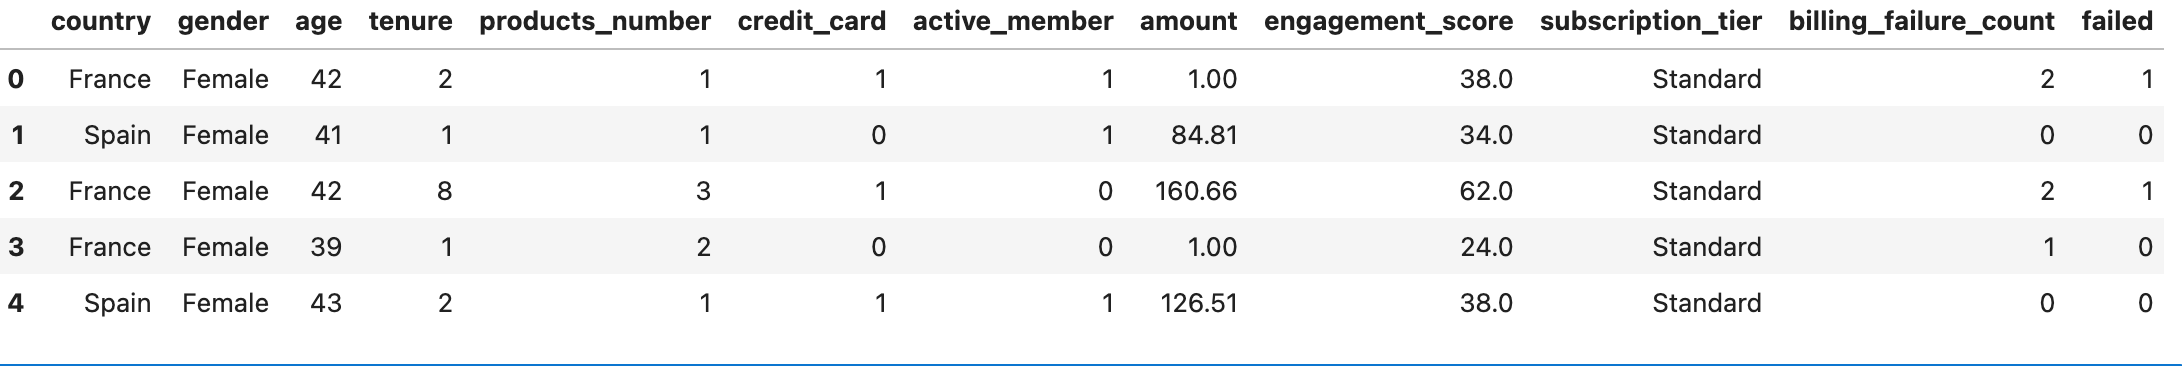 country gender age tenure products_number credit_card active_member amount engagement_score subscription_tier billing_failure_count failed
0 France Female 42 2 1 1 1 1.00 38.0 Standard 2 1
1 Spain Female 41 1 1 0 1 84.81 34.0 Standard 0 0
2 France Female 42 8 3 1 0 160.66 62.0 Standard 2 1
3 France Female 39 1 2 0 0 1.00 24.0 Standard 1 0
4 Spain Female 43 2 1 1 1 126.51 38.0 Standard 0 0